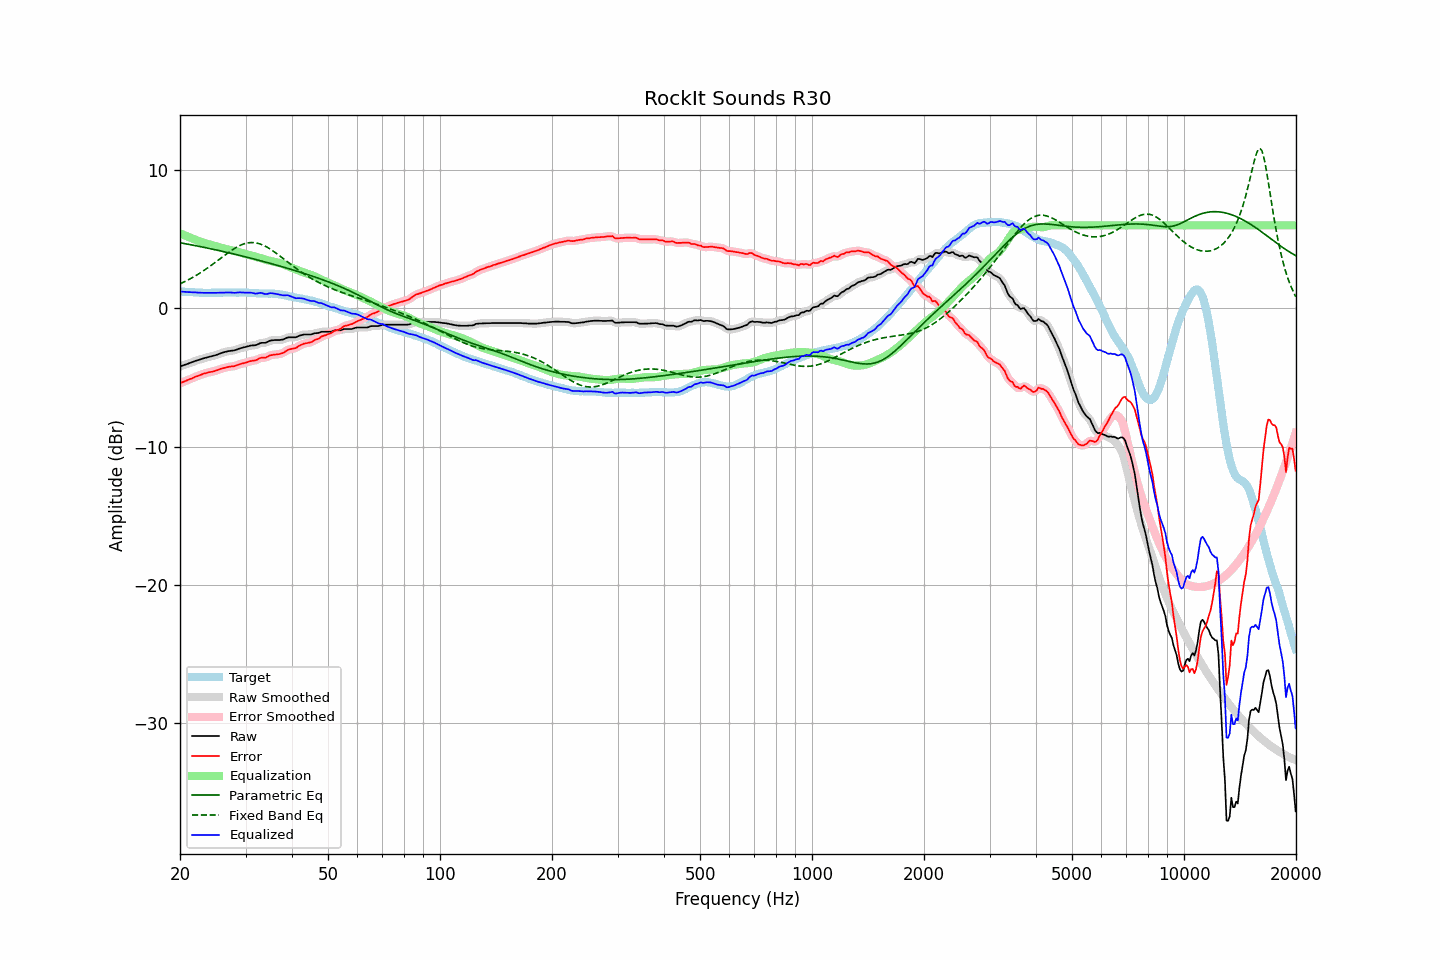 RockIt Sounds R30
Amplitude (dBr)
10
0
−10
−20
−30
Target
Raw Smoothed
Error Smoothed
Raw
Error
Equalization
Parametric Eq
Fixed Band Eq
Equalized
20 50 100 200 500 1000 2000 5000 10000 20000
Frequency (Hz)